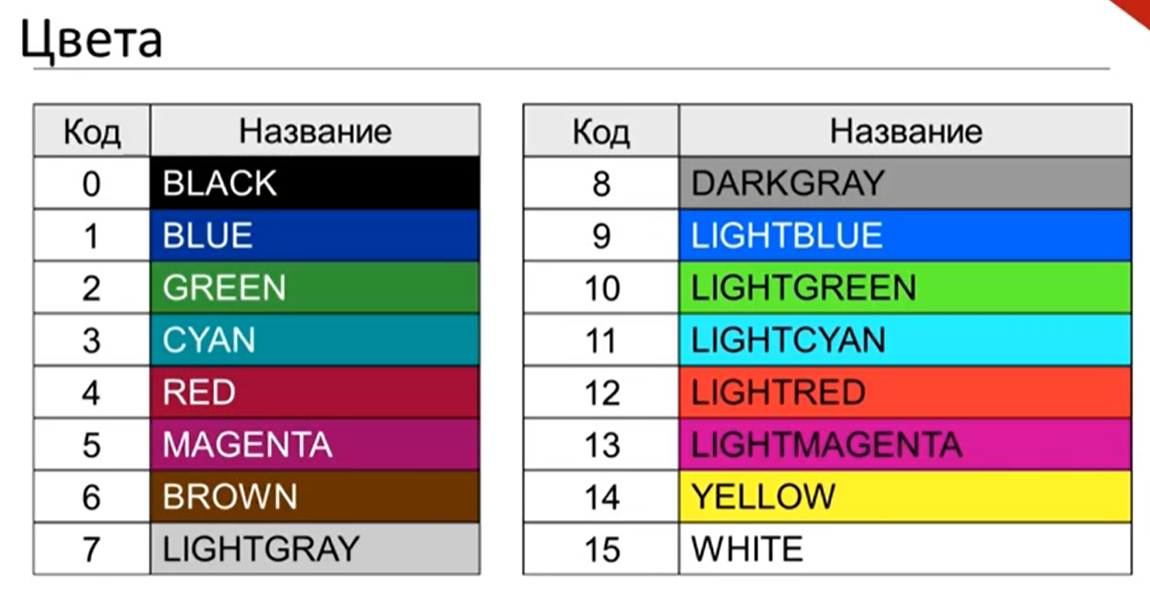 Цвета
Код Название
0 BLACK
1 BLUE
2 GREEN
3 CYAN
4 RED
5 MAGENTA
6 BROWN
7 LIGHTGRAY
Код Название
8 DARKGRAY
9 LIGHTBLUE
10 LIGHTGREEN
11 LIGHTCYAN
12 LIGHTRED
13 LIGHTMAGENTA
14 YELLOW
15 WHITE